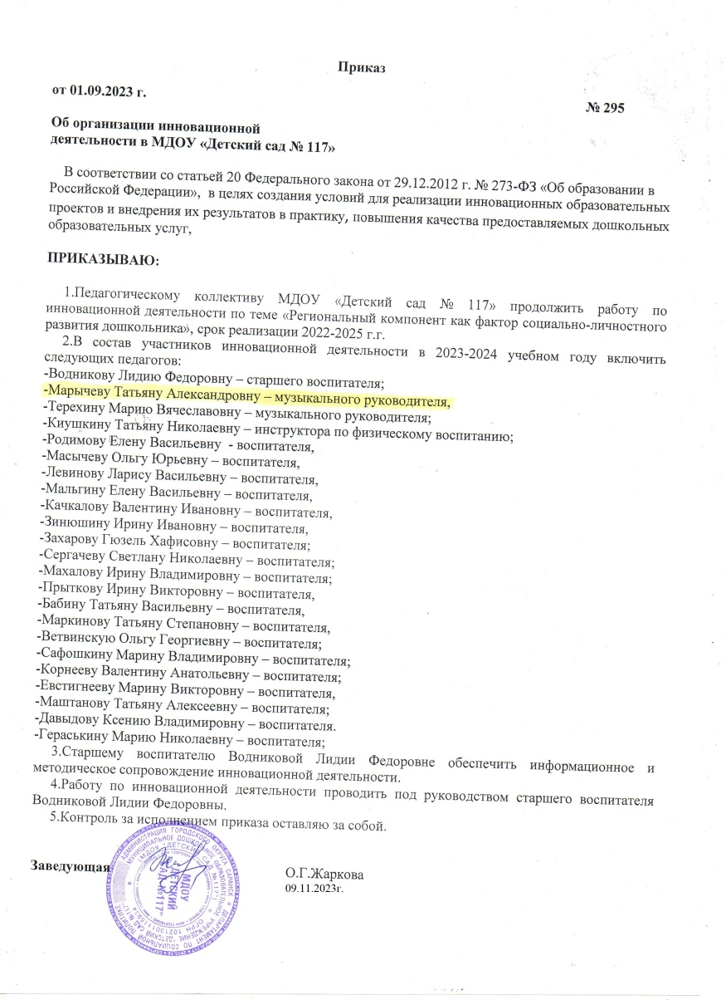 Приказ
от 01.09.2023 г.
№ 295
Об организации инновационной
деятельности в МДОУ «Детский сад № 117»
В соответствии со статьей 20 Федерального закона от 29.12.2012 г. № 273-ФЗ «Об образовании в
Российской Федерации», в целях создания условий для реализации инновационных образовательных
проектов и внедрения их результатов в практику, повышения качества предоставляемых дошкольных
образовательных услуг,
ПРИКАЗЫВАЮ:
1.Педагогическому коллективу МДОУ «Детский сад № 117» продолжить работу по
инновационной деятельности по теме «Региональный компонент как фактор социально-личностного
развития дошкольника», срок реализации 2022-2025 г.г.
2.В состав участников инновационной деятельности в 2023-2024 учебном году включить
следующих педагогов:
-Водникову Лидию Федоровну – старшего воспитателя;
-Марычеву Татьяну Александровну – музыкального руководителя,
-Терехину Марию Вячеславовну – музыкального руководителя;
-Киушкину Татьяну Николаевну – инструктора по физическому воспитанию;
-Родимову Елену Васильевну - воспитателя,
-Масычеву Ольгу Юрьевну – воспитателя,
-Левинову Ларису Васильевну – воспитателя,
-Мальгину Елену Васильевну – воспитателя,
-Качкалову Валентину Ивановну – воспитателя,
-Зинюшину Ирину Ивановну – воспитателя,
-Захарову Гюзель Хафисовну – воспитателя;
-Сергачеву Светлану Николаевну – воспитателя;
-Махалову Ирину Владимировну – воспитателя;
-Прыткову Ирину Викторовну – воспитателя,
-Бабину Татьяну Васильевну – воспитателя,
-Маркинову Татьяну Степановну – воспитателя,
-Ветвинскую Ольгу Георгиевну – воспитателя;
-Сафошкину Марину Владимировну – воспитателя;
-Корнееву Валентину Анатольевну – воспитателя;
-Евстигнееву Марину Викторовну – воспитателя,
-Маштанову Татьяну Алексеевну – воспитателя;
-Давыдову Ксению Владимировну – воспитателя.
-Гераськину Марию Николаевну – воспитателя;
3.Старшему воспитателю Водниковой Лидии Федоровне обеспечить информационное и
методическое сопровождение инновационной деятельности.
4.Работу по инновационной деятельности проводить под руководством старшего воспитателя
Водниковой Лидии Федоровны.
5.Контроль за исполнением приказа оставляю за собой.
Заведующая
О.Г.Жаркова
09.11.2023г.
АДМИНИСТРАЦИЯ ГОРОДСКОГО ОКРУГА САРАНСК * ДЕПАРТАМЕНТ ПО СОЦИАЛЬНОЙ ПОЛИТИКЕ
МУНИЦИПАЛЬНОЕ ДОШКОЛЬНОЕ ОБРАЗОВАТЕЛЬНОЕ УЧРЕЖДЕНИЕ "ДЕТСКИЙ САД №117"
(МДОУ "ДЕТСКИЙ САД №117")
МДОУ
"ДЕТСКИЙ
САД №117"